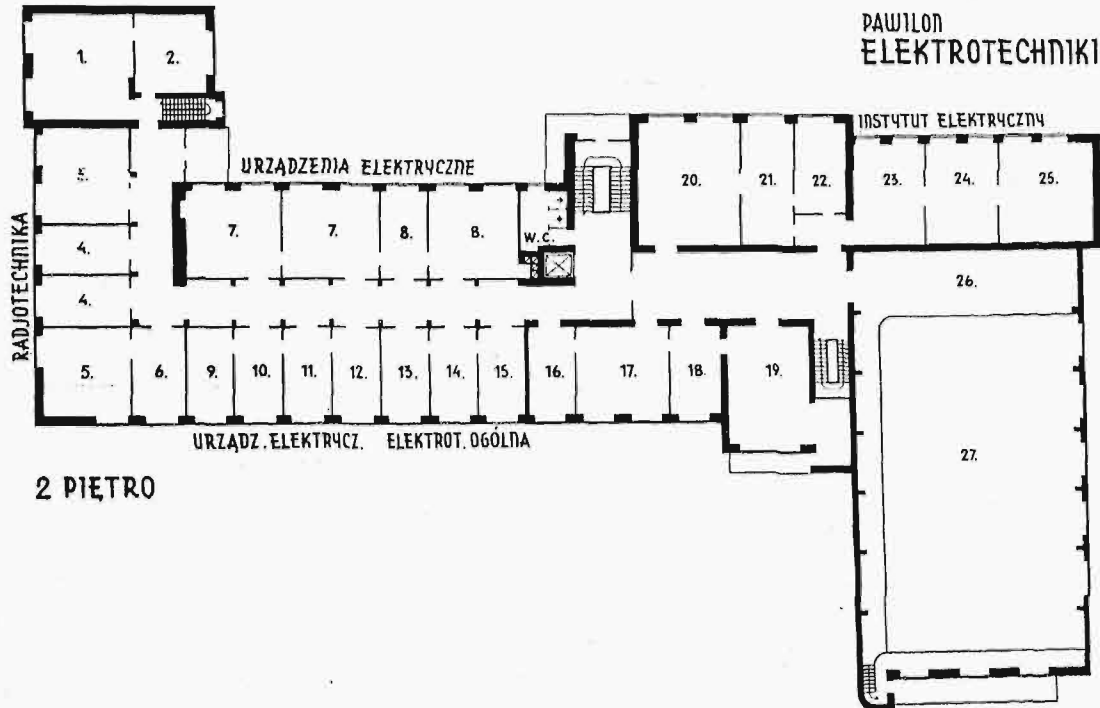 PAWILON
ELEKTROTECHNIKI
INSTYTUT ELEKTRYCZNY
URZĄDZENIA ELEKTRYCZNE
RADJOTECHNIKA
1. 2.
4.
4.
5. 6.
7. 7. 8. 8.
W.C.
9. 10. 11. 12. 13. 14. 15. 16. 17. 18. 19.
20. 21. 22. 23. 24. 25.
26.
27.
URZĄDZ. ELEKTRYCZ. ELEKTROT. OGÓLNA
2 PIĘTRO